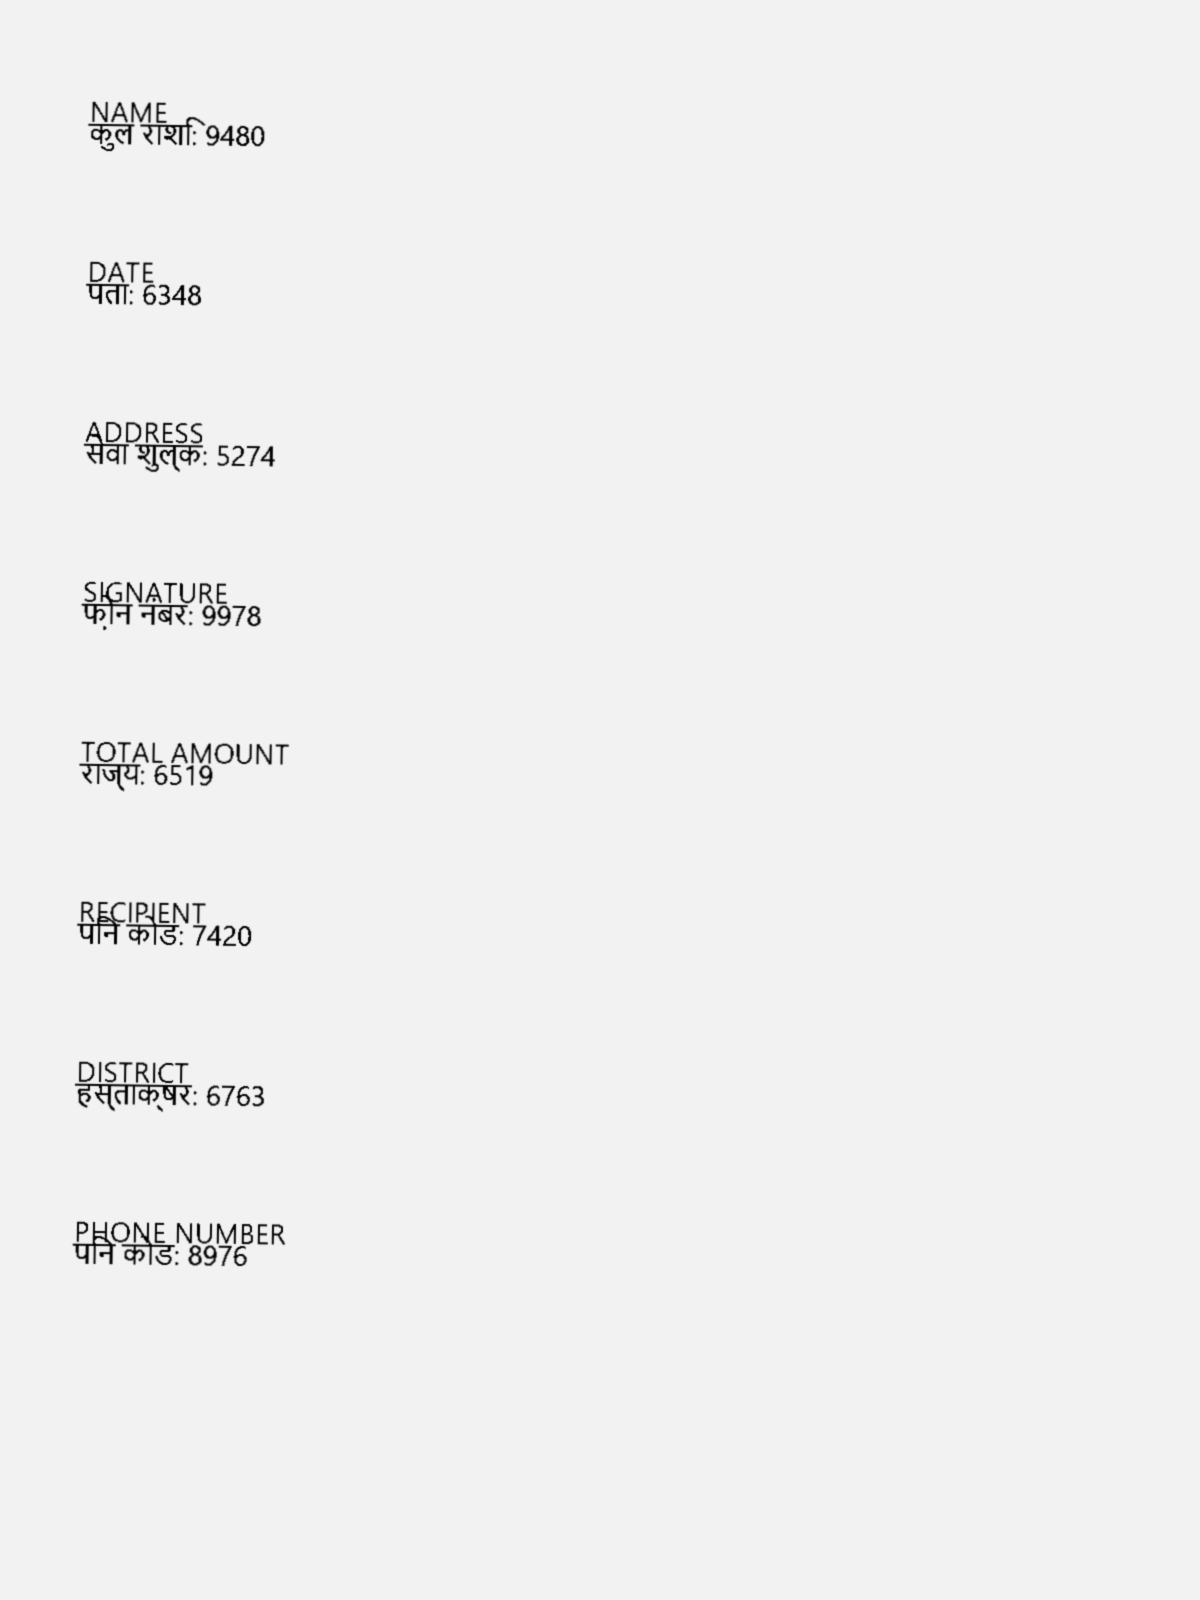 NAME
कुल राशि: 9480
DATE
पता: 6348
ADDRESS
सेवा शुल्क: 5274
SIGNATURE
फ़ोन नंबर: 9978
TOTAL AMOUNT
राज्य: 6519
RECIPIENT
पिन कोड: 7420
DISTRICT
हस्ताक्षर: 6763
PHONE NUMBER
पिन कोड: 8976